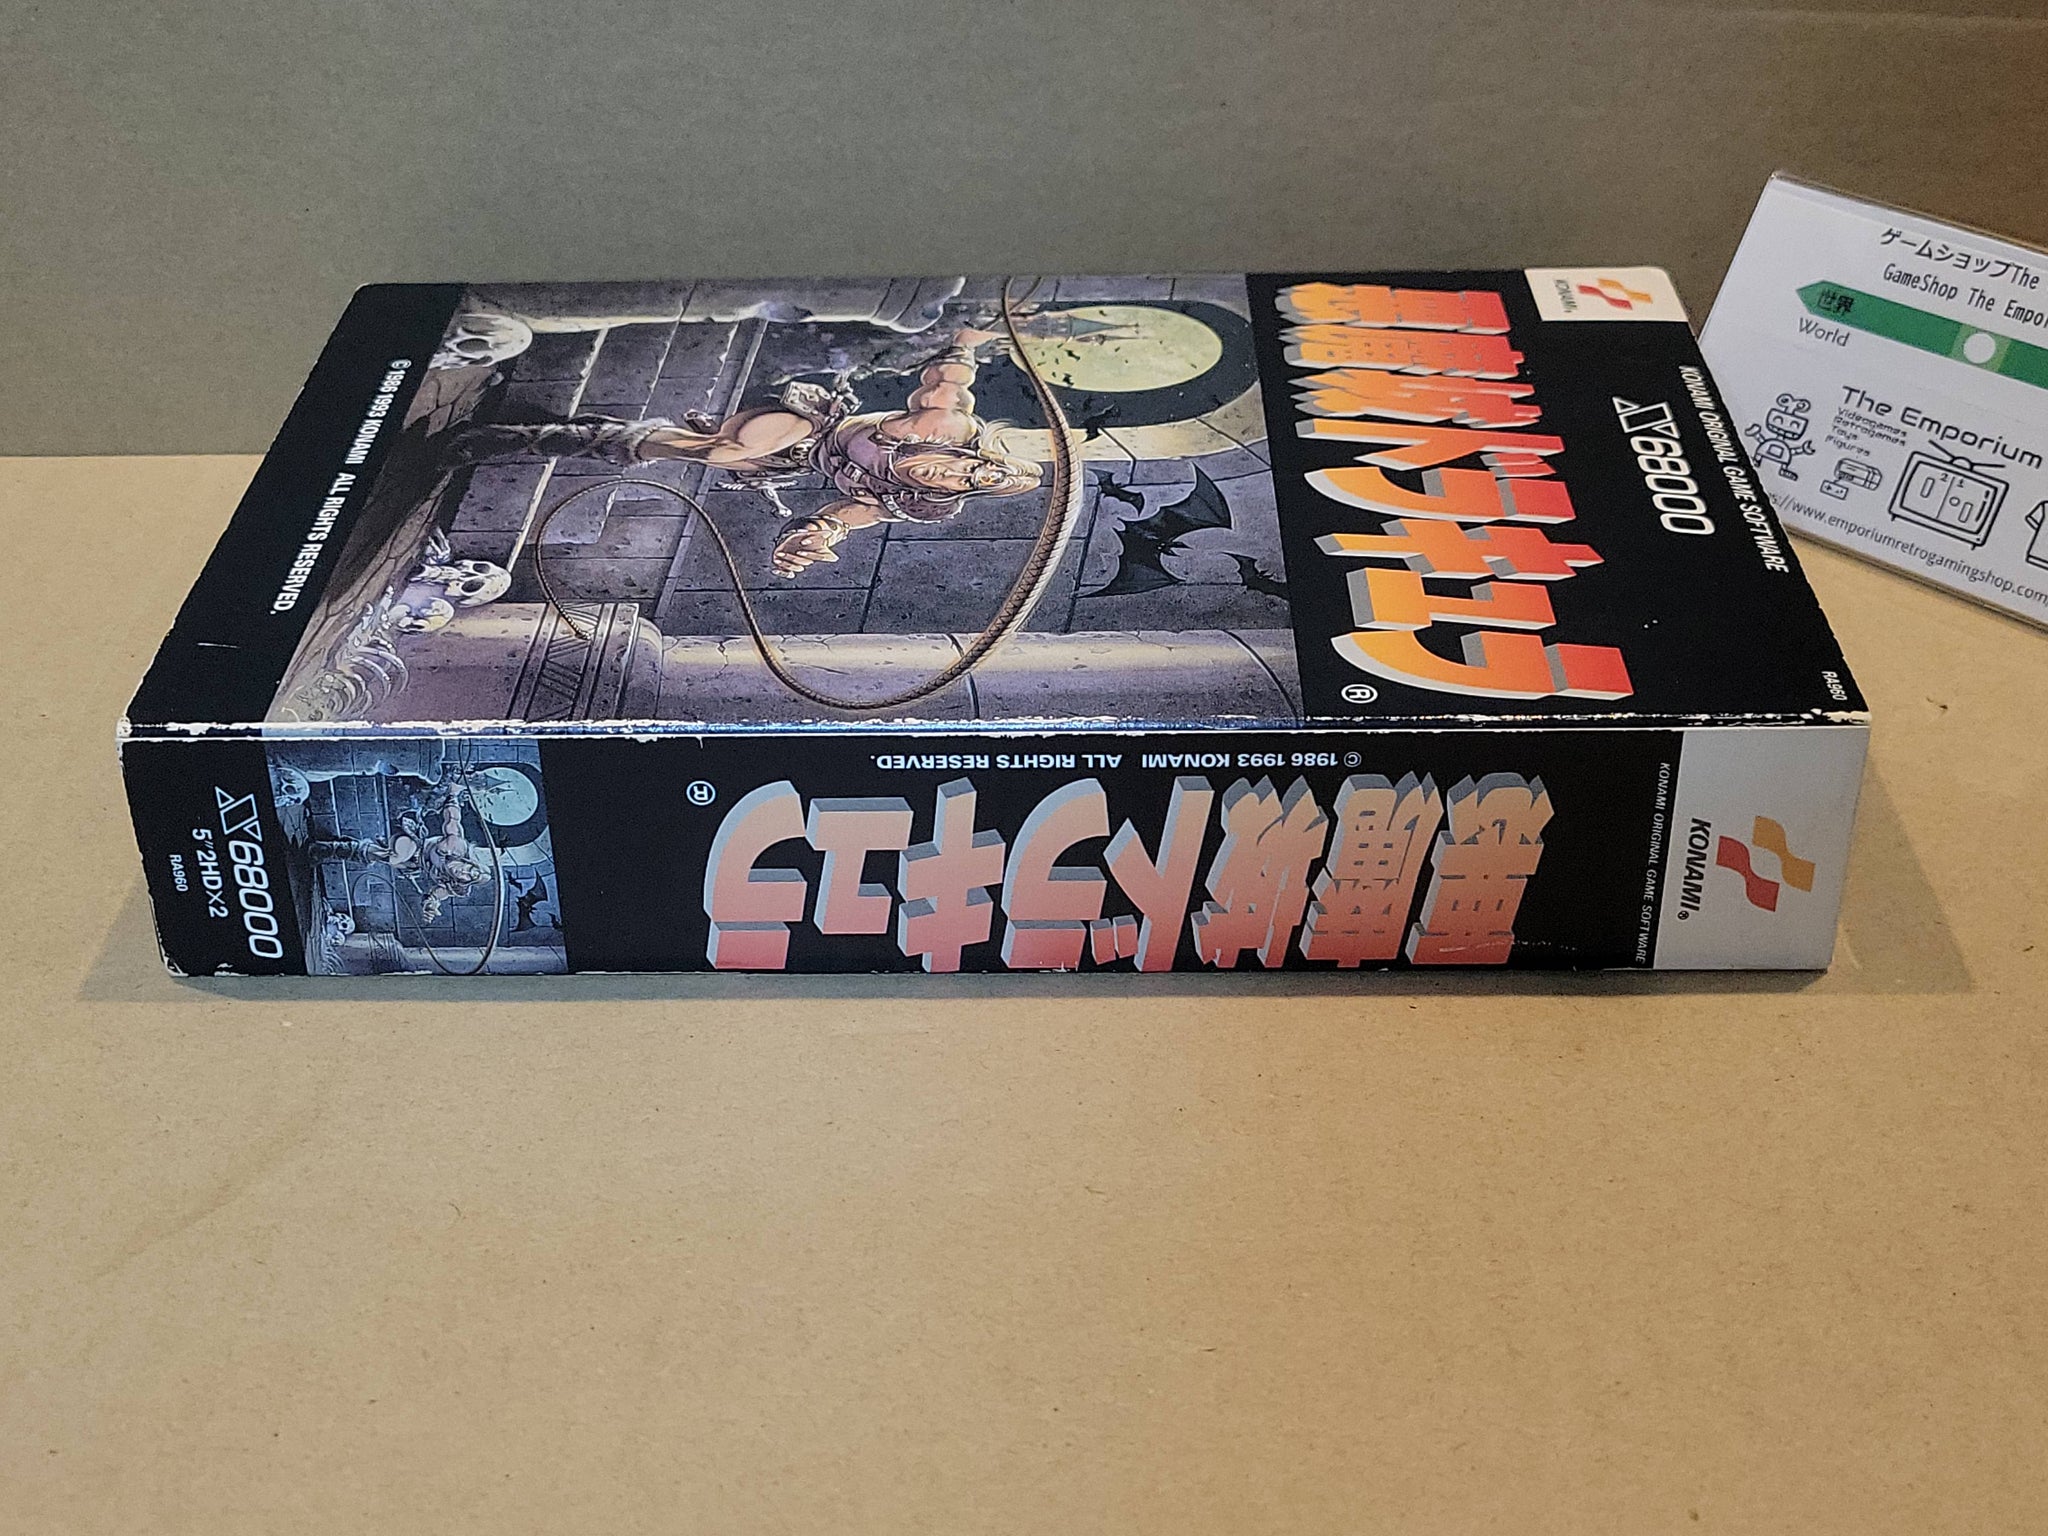 KONAMI
KONAMI ORIGINAL GAME SOFTWARE
X68000
悪魔城ドラキュラ
®
RA960
© 1986 1993 KONAMI ALL RIGHTS RESERVED.
KONAMI®
KONAMI ORIGINAL GAME SOFTWARE
悪魔城ドラキュラ
®
© 1986 1993 KONAMI ALL RIGHTS RESERVED.
X68000
5"2HD×2
RA960
ゲームショップThe
GameShop The Empor
世界
World
The Emporium
Videogames
Retrogames
Toys
Figures
://www.emporiumretrogamingshop.com/